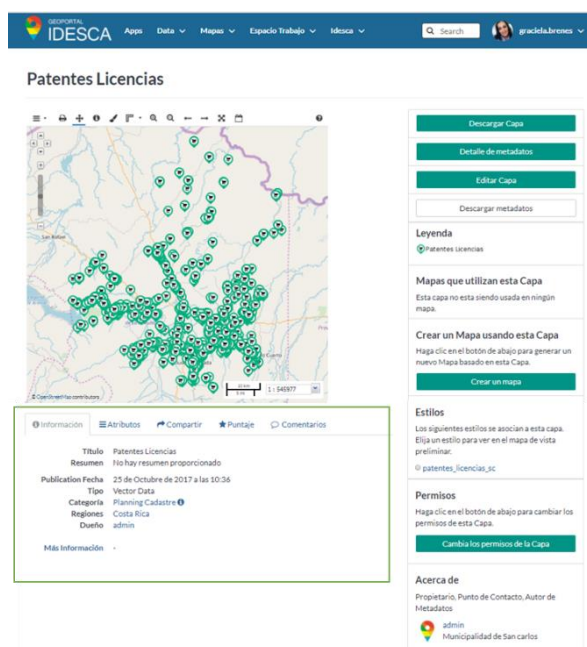 GEOPORTAL
IDESCA
Apps
Data
Mapas
Espacio Trabajo
Idesca
Search
graciela.brenes
Patentes Licencias
1 : 545977
© OpenStreetMap contributors
Información
Atributos
Compartir
Puntaje
Comentarios
Título Patentes Licencias
Resumen No hay resumen proporcionado
Publication Fecha 25 de Octubre de 2017 a las 10:36
Tipo Vector Data
Categoría Planning Cadastre
Regiones Costa Rica
Dueño admin
Más Información -
Descargar Capa
Detalle de metadatos
Editar Capa
Descargar metadatos
Leyenda
Patentes Licencias
Mapas que utilizan esta Capa
Esta capa no esta siendo usada en ningún
mapa.
Crear un Mapa usando esta Capa
Haga clic en el botón de abajo para generar un
nuevo Mapa basado en esta Capa.
Crear un mapa
Estilos
Los siguientes estilos se asocian a esta capa.
Elija un estilo para ver en el mapa de vista
preliminar.
patentes_licencias_sc
Permisos
Haga clic en el botón de abajo para cambiar los
permisos de esta Capa.
Cambia los permisos de la Capa
Acerca de
Propietario, Punto de Contacto, Autor de
Metadatos
admin
Municipalidad de San carlos